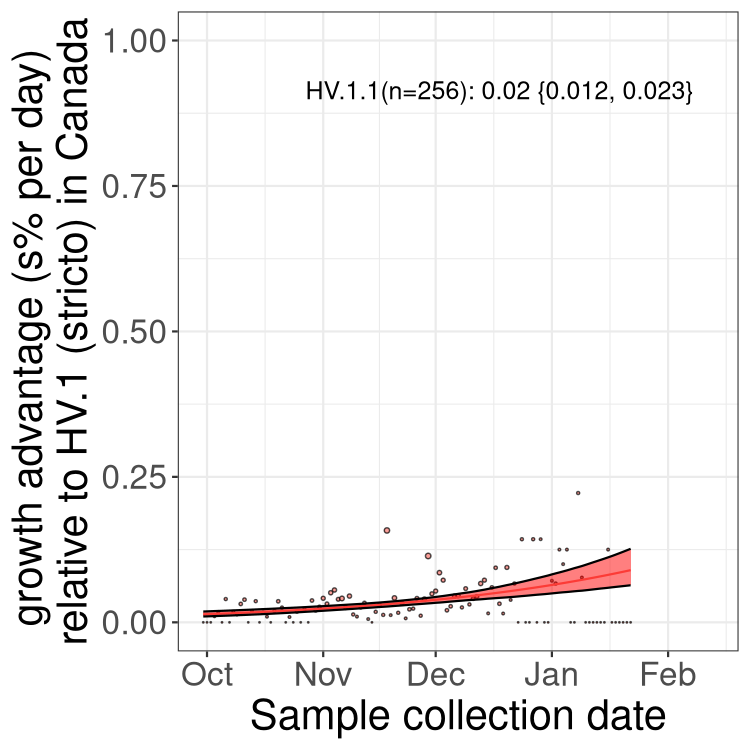 growth advantage (s% per day)
relative to HV.1 (stricto) in Canada
1.00
0.75
0.50
0.25
0.00
HV.1.1(n=256): 0.02 {0.012, 0.023}
Oct Nov Dec Jan Feb
Sample collection date